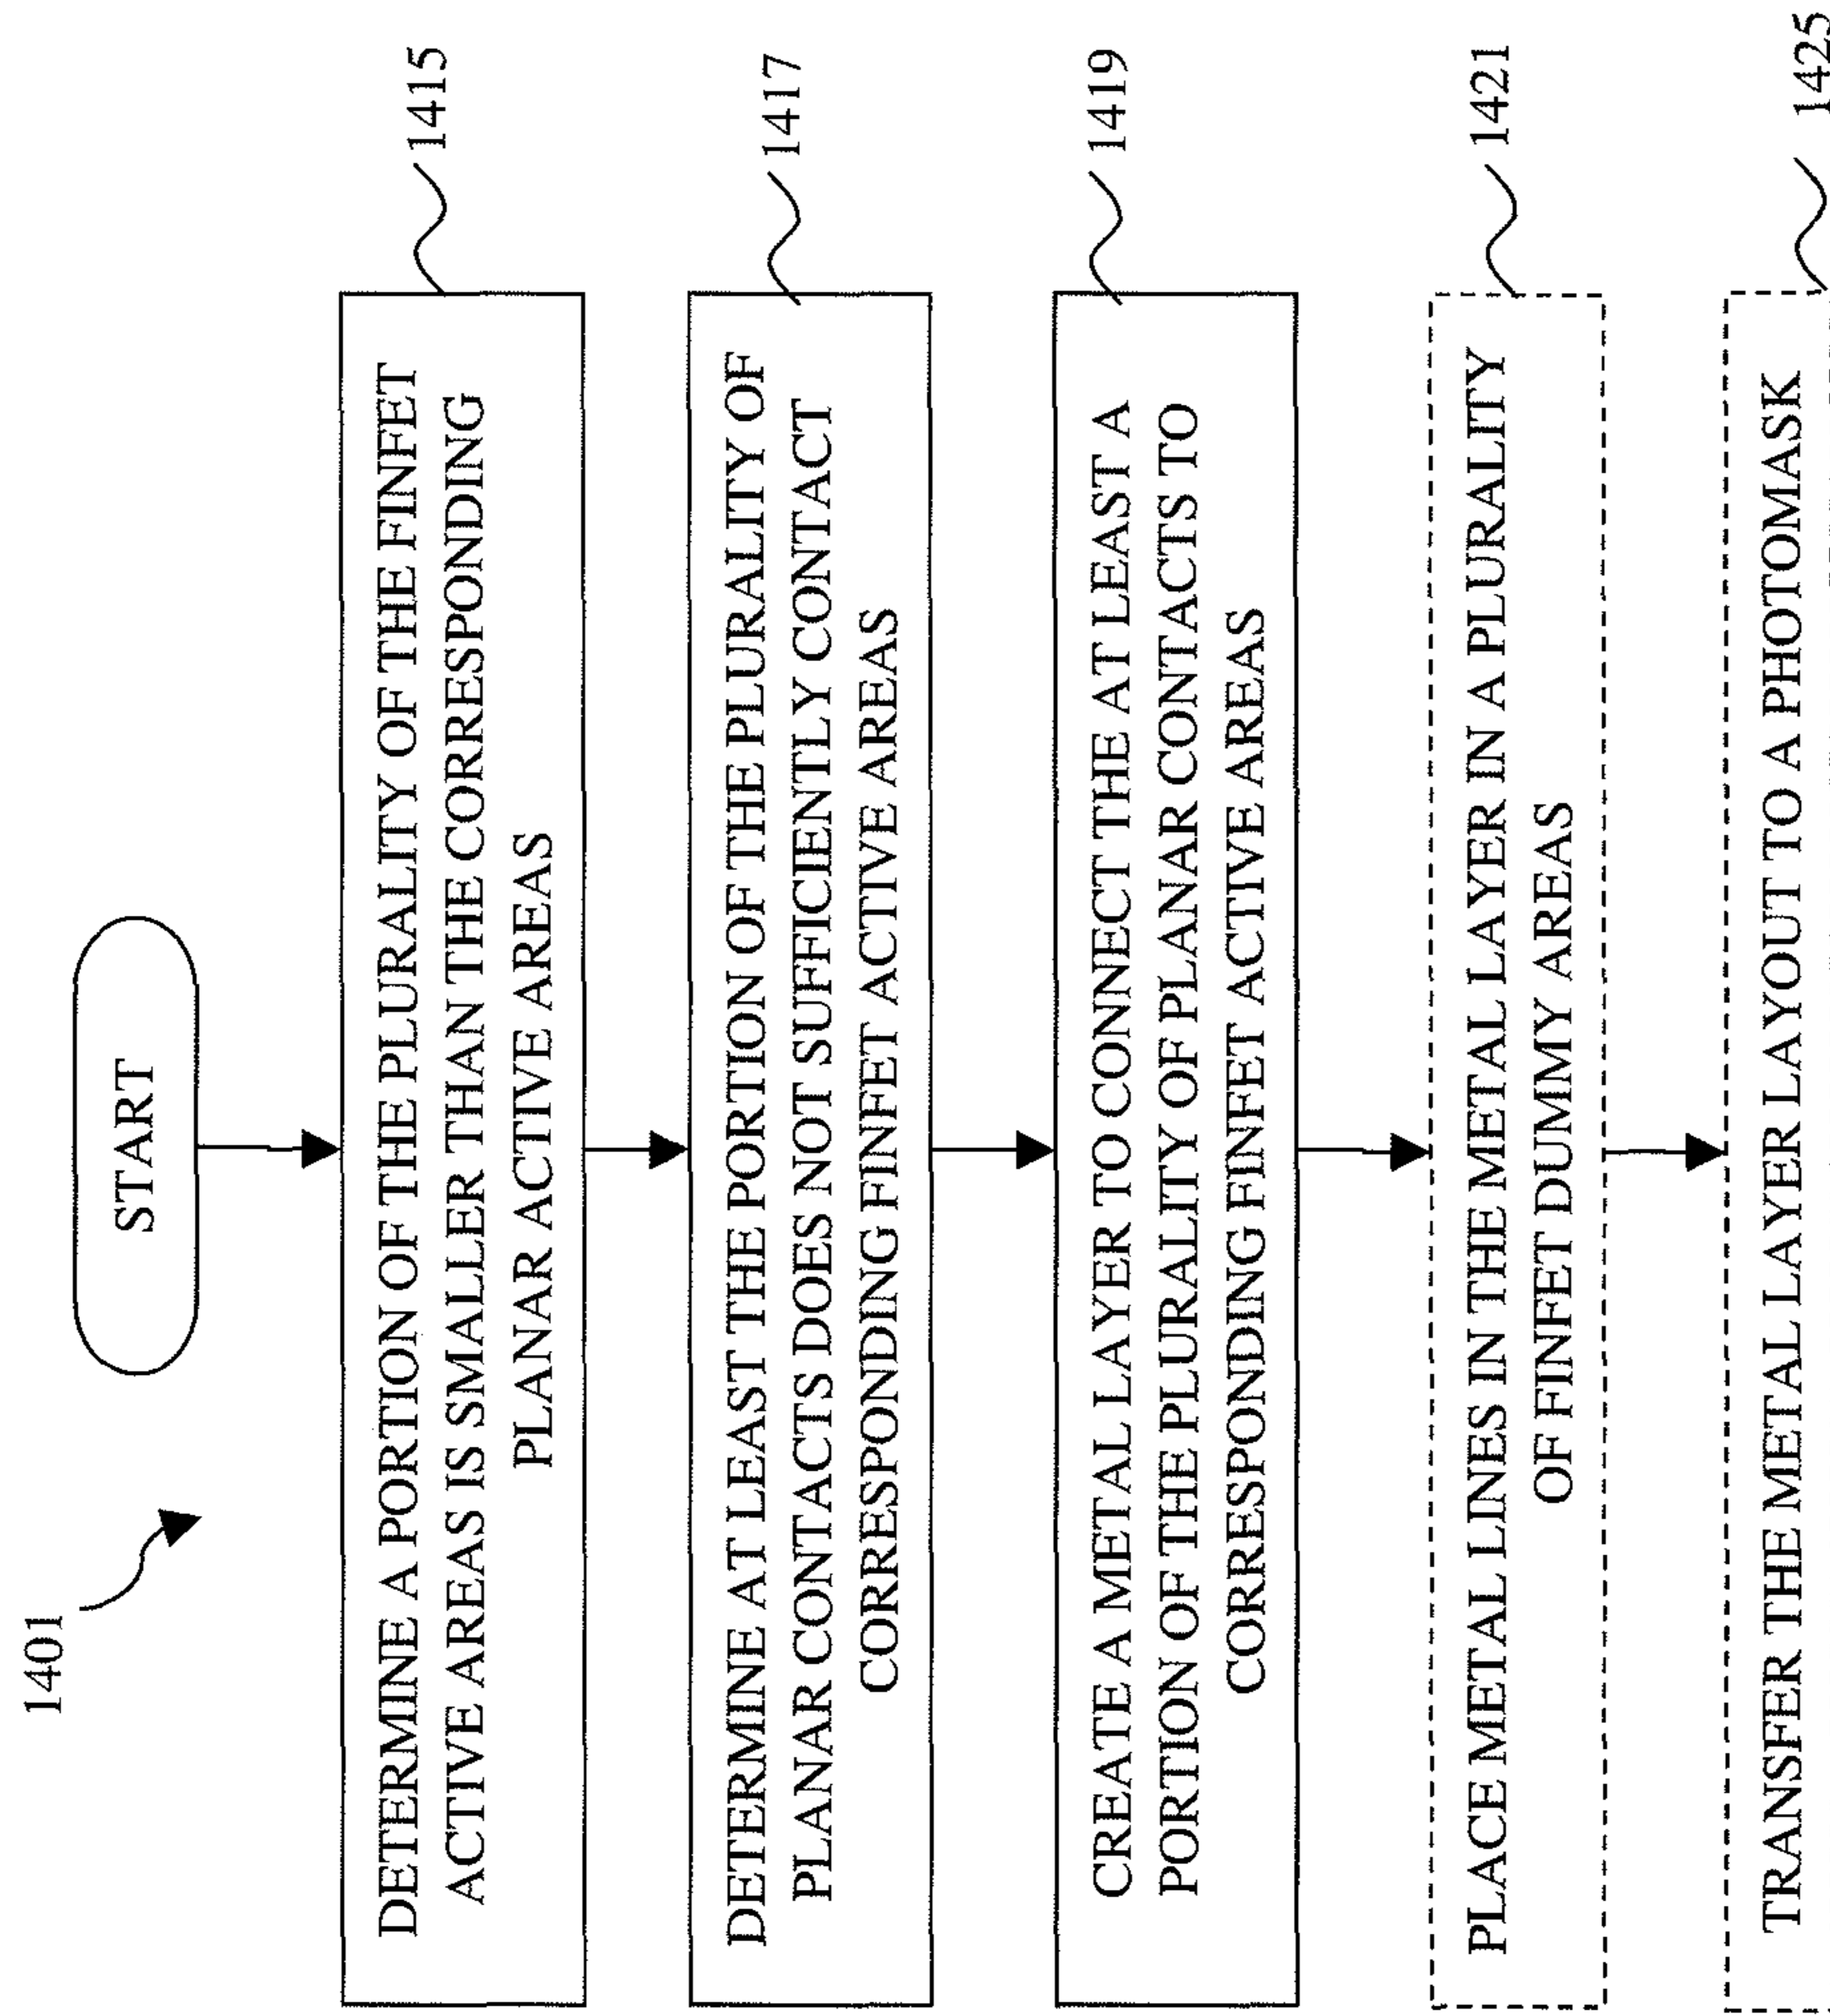 1401
START
DETERMINE A PORTION OF THE PLURALITY OF THE FINFET
ACTIVE AREAS IS SMALLER THAN THE CORRESPONDING
PLANAR ACTIVE AREAS
1415
DETERMINE AT LEAST THE PORTION OF THE PLURALITY OF
PLANAR CONTACTS DOES NOT SUFFICIENTLY CONTACT
CORRESPONDING FINFET ACTIVE AREAS
1417
CREATE A METAL LAYER TO CONNECT THE AT LEAST A
PORTION OF THE PLURALITY OF PLANAR CONTACTS TO
CORRESPONDING FINFET ACTIVE AREAS
1419
PLACE METAL LINES IN THE METAL LAYER IN A PLURALITY
OF FINFET DUMMY AREAS
1421
TRANSFER THE METAL LAYER LAYOUT TO A PHOTOMASK
1425